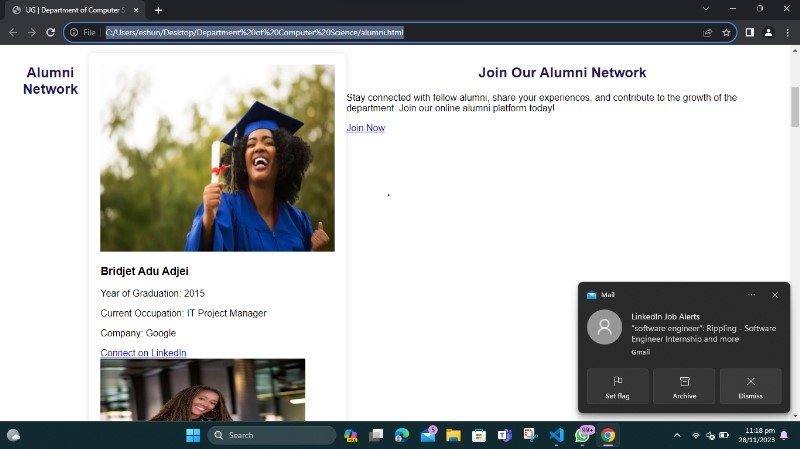 UG | Department of Computer
File
C:/Users/eshun/Desktop/Department%20of%20Computer%20Science/alumni.html
Alumni
Network
Join Our Alumni Network
Stay connected with fellow alumni, share your experiences, and contribute to the growth of the
department. Join our online alumni platform today!
Join Now
Bridjet Adu Adjei
Year of Graduation: 2015
Current Occupation: IT Project Manager
Company: Google
Connect on LinkedIn
Mail
LinkedIn Job Alerts
"software engineer": Rippling - Software
Engineer Internship and more
Gmail
Set flag
Archive
Dismiss
Search
5
99+
11:18 pm
28/11/2023